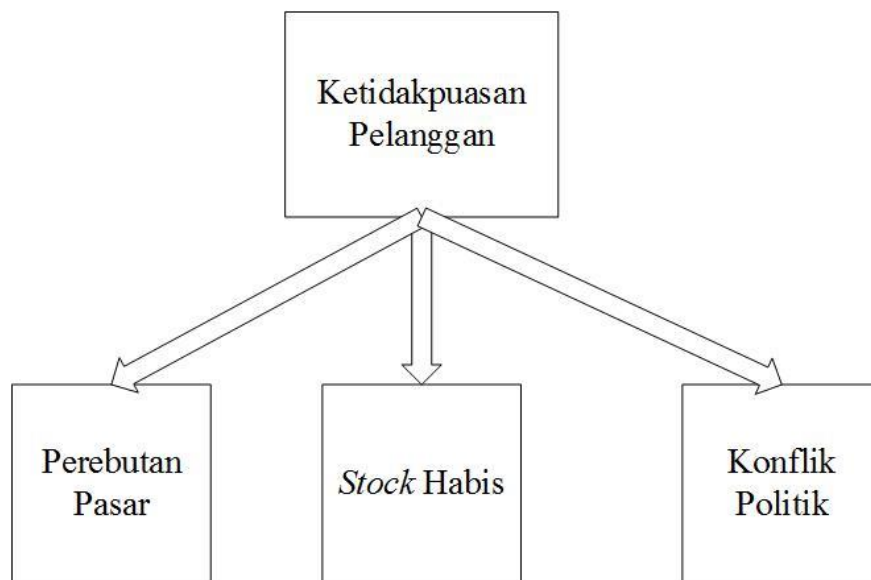 Ketidakpuasan
Pelanggan
Perebutan
Pasar
Stock Habis
Konflik
Politik